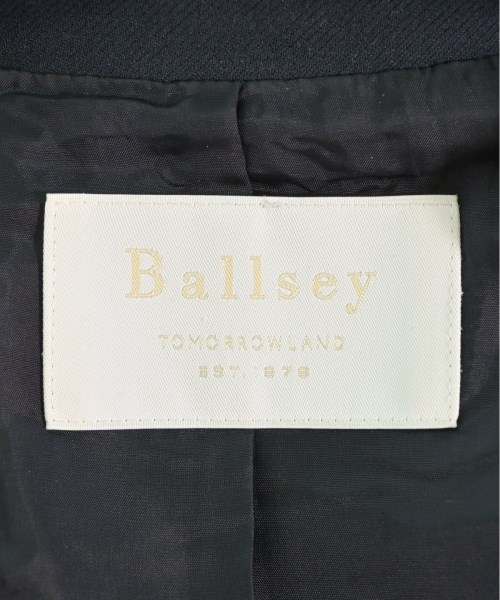 Ballsey
TOMORROWLAND
EST. 1978